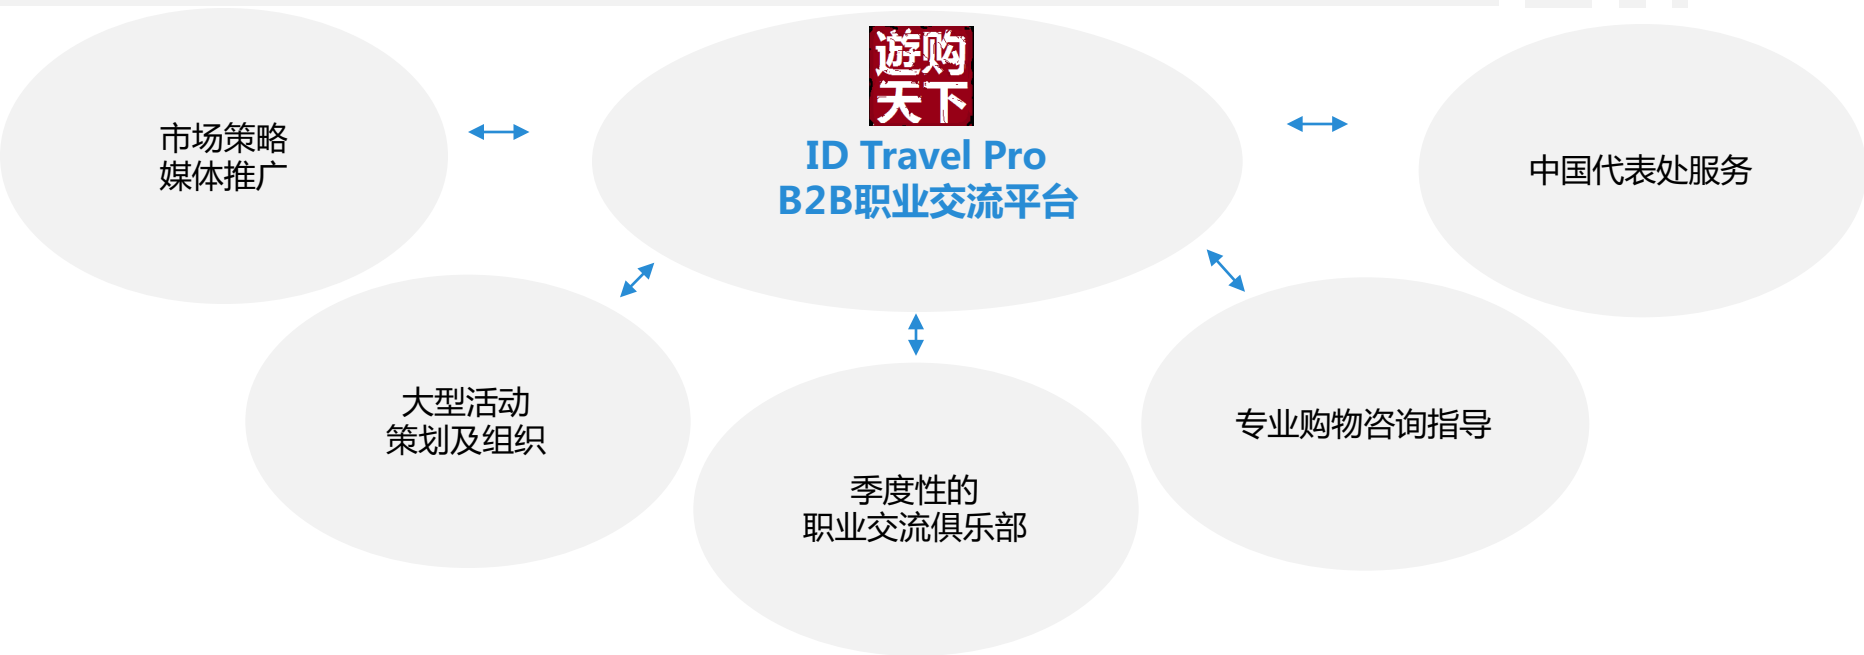 遊购
天下
ID Travel Pro
B2B职业交流平台
市场策略
媒体推广
中国代表处服务
大型活动
策划及组织
季度性的
职业交流俱乐部
专业购物咨询指导